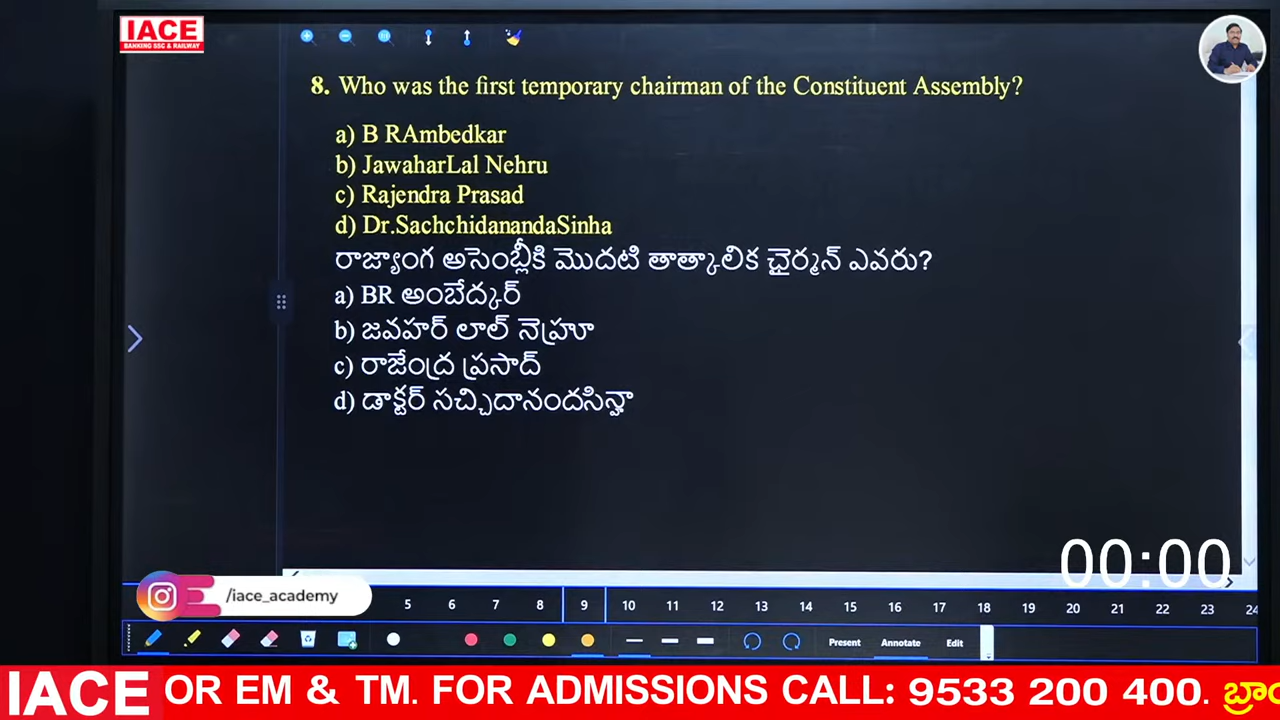 IACE
BANKING SSC & RAILWAY
8. Who was the first temporary chairman of the Constituent Assembly?
a) B RAmbedkar
b) JawaharLal Nehru
c) Rajendra Prasad
d) Dr.SachchidanandaSinha
రాజ్యాంగ అసెంబ్లీకి మొదటి తాత్కాలిక ఛైర్మన్ ఎవరు?
a) BR అంబేద్కర్
b) జవహర్ లాల్ నెహ్రూ
c) రాజేంద్ర ప్రసాద్
d) డాక్టర్ సచ్చిదానందసిన్హా
00:00
/iace_academy
5 6 7 8 9 10 11 12 13 14 15 16 17 18 19 20 21 22 23 24
Present Annotate Edit
IACE OR EM & TM. FOR ADMISSIONS CALL: 9533 200 400.